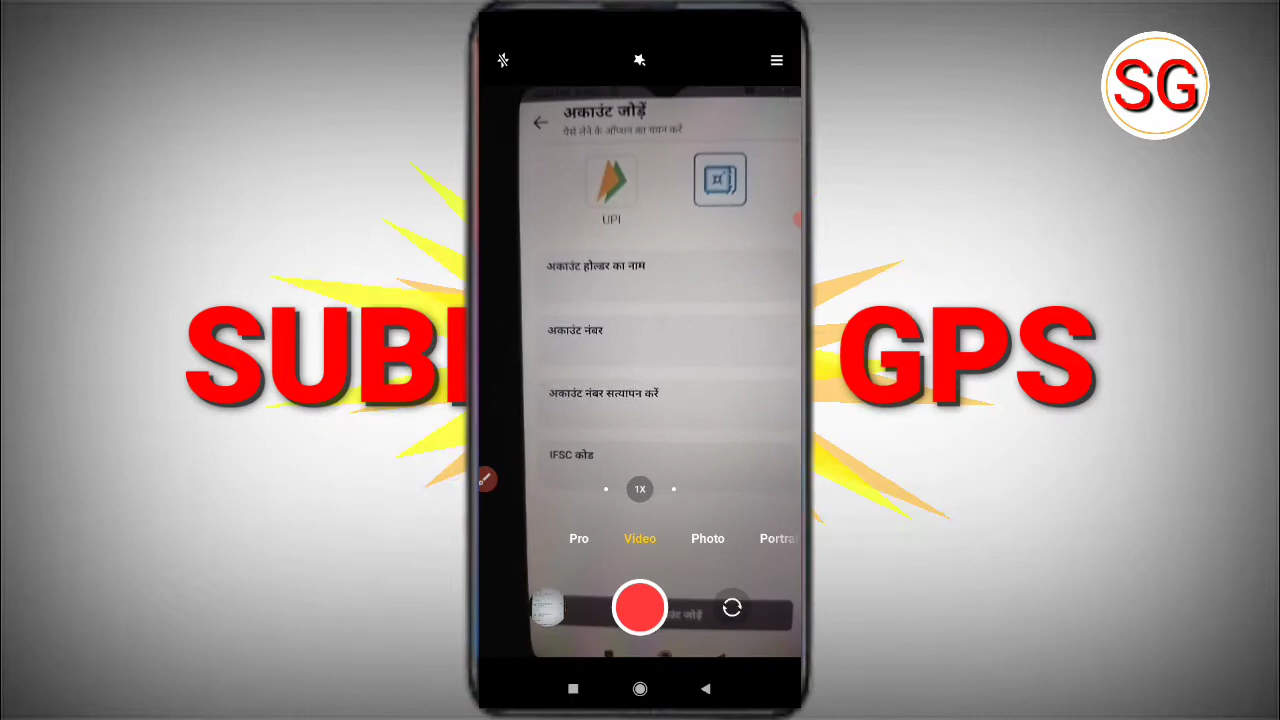 SG
अकाउंट जोड़ें
पैसे लेने के ऑप्शन का चयन करें
UPI
अकाउंट होल्डर का नाम
SUB
GPS
अकाउंट नंबर
अकाउंट नंबर सत्यापन करें
IFSC कोड
1X
Pro Video Photo Portrai
जोड़ें